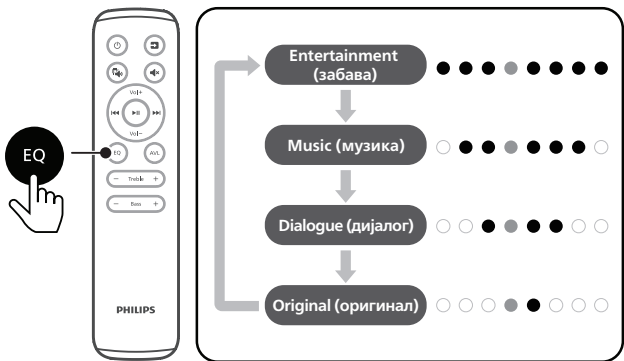 Vol+
Vol−
EQ
EQ
AVL
− Treble +
− Bass +
PHILIPS
Entertainment
(забава)
Music (музика)
Dialogue (дијалог)
Original (оригинал)